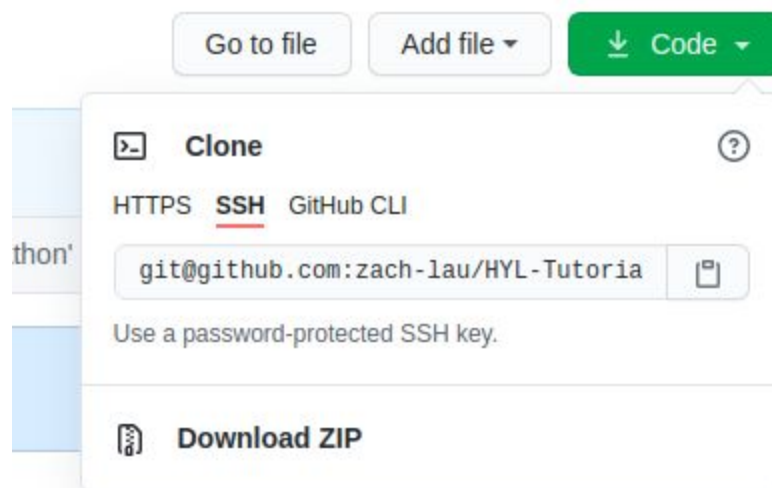 Go to file Add file Code
Clone
HTTPS SSH GitHub CLI
thon'
git@github.com:zach-lau/HYL-Tutoria
Use a password-protected SSH key.
Download ZIP